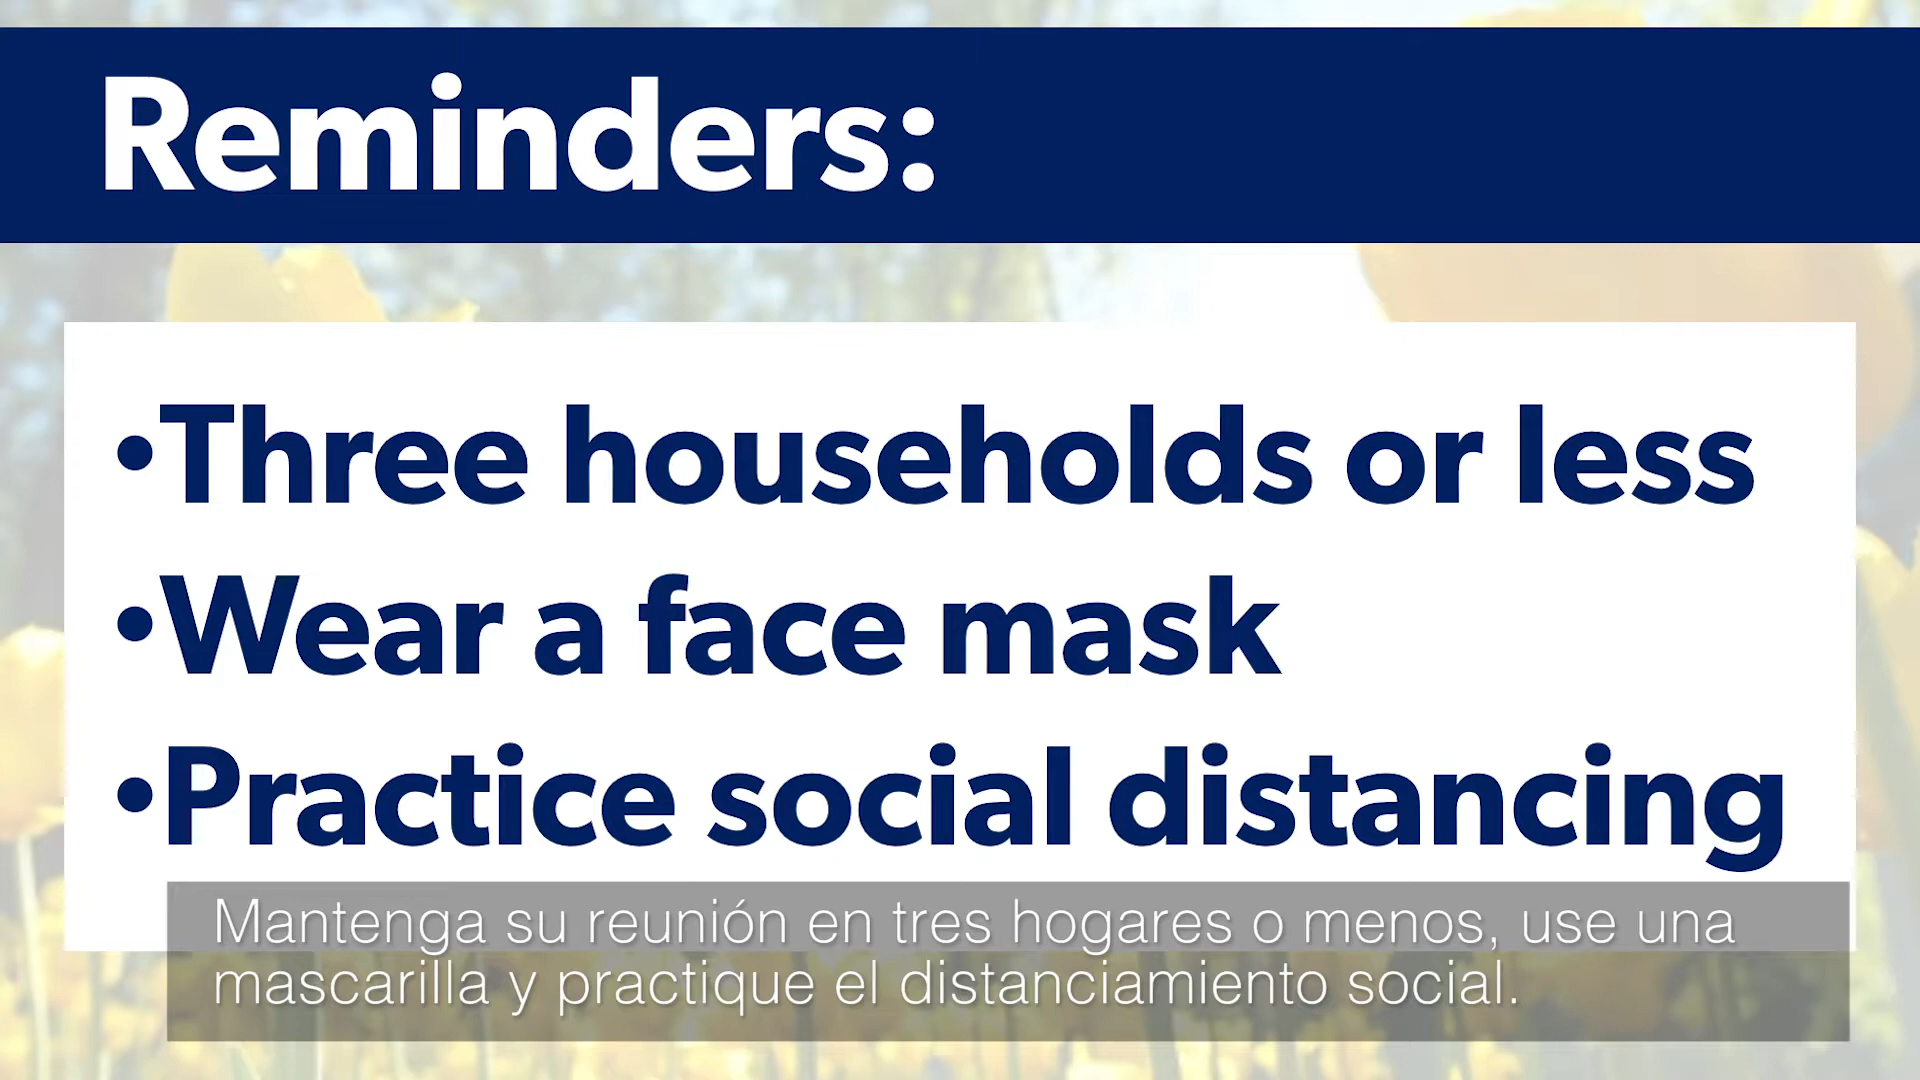 Reminders:
•Three households or less
•Wear a face mask
•Practice social distancing
Mantenga su reunión en tres hogares o menos, use una
mascarilla y practique el distanciamiento social.